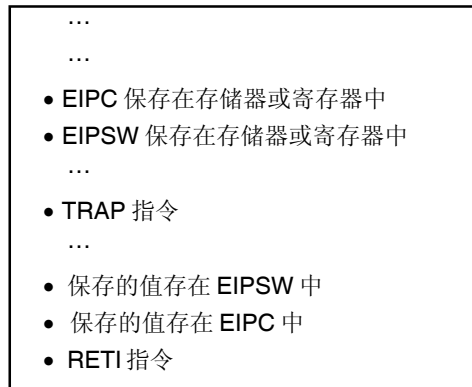 …
…
• EIPC 保存在存储器或寄存器中
• EIPSW 保存在存储器或寄存器中
…
• TRAP 指令
…
• 保存的值存在 EIPSW 中
• 保存的值存在 EIPC 中
• RETI 指令